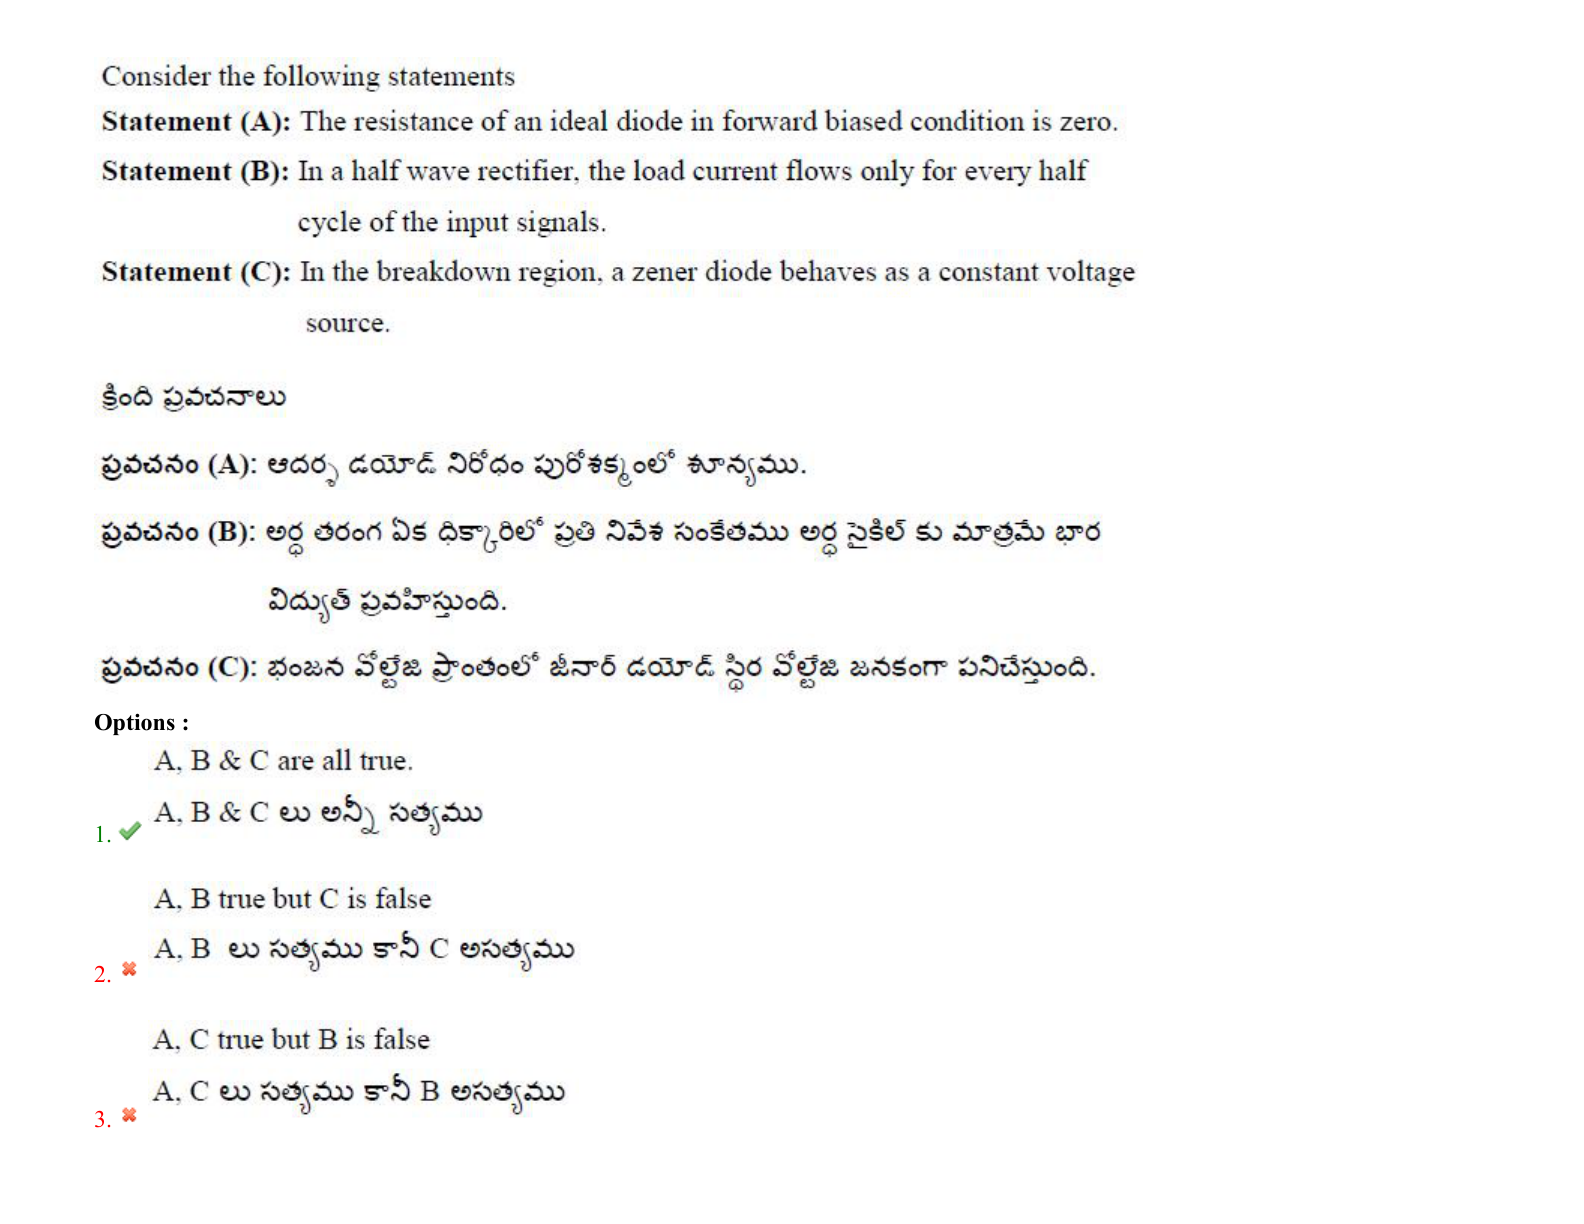 Consider the following statements
Statement (A): The resistance of an ideal diode in forward biased condition is zero.
Statement (B): In a half wave rectifier, the load current flows only for every half
cycle of the input signals.
Statement (C): In the breakdown region, a zener diode behaves as a constant voltage
source.
క్రింది ప్రవచనాలు
ప్రవచనం (A): ఆదర్శ డయోడ్ నిరోధం పురోశక్మంలో శూన్యము.
ప్రవచనం (B): అర్ధ తరంగ ఏక ధిక్కారిలో ప్రతి నివేశ సంకేతము అర్ధ సైకిల్ కు మాత్రమే భార
విద్యుత్ ప్రవహిస్తుంది.
ప్రవచనం (C): భంజన వోల్టేజి ప్రాంతంలో జీనార్ డయోడ్ స్థిర వోల్టేజి జనకంగా పనిచేస్తుంది.
Options :
A, B & C are all true.
A, B & C లు అన్నీ సత్యము
1.
A, B true but C is false
A, B లు సత్యము కానీ C అసత్యము
2.
A, C true but B is false
A, C లు సత్యము కానీ B అసత్యము
3.